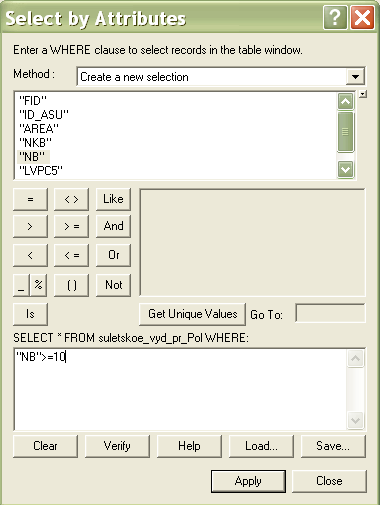 Select by Attributes
Enter a WHERE clause to select records in the table window.
Method : Create a new selection
"FID"
"ID_ASU"
"AREA"
"NKB"
"NB"
"LVPC5"
= < > Like
> > = And
< < = Or
_ % ( ) Not
Is Get Unique Values Go To:
SELECT * FROM suletskoe_vyd_pr_Pol WHERE:
"NB">=10
Clear Verify Help Load... Save...
Apply Close